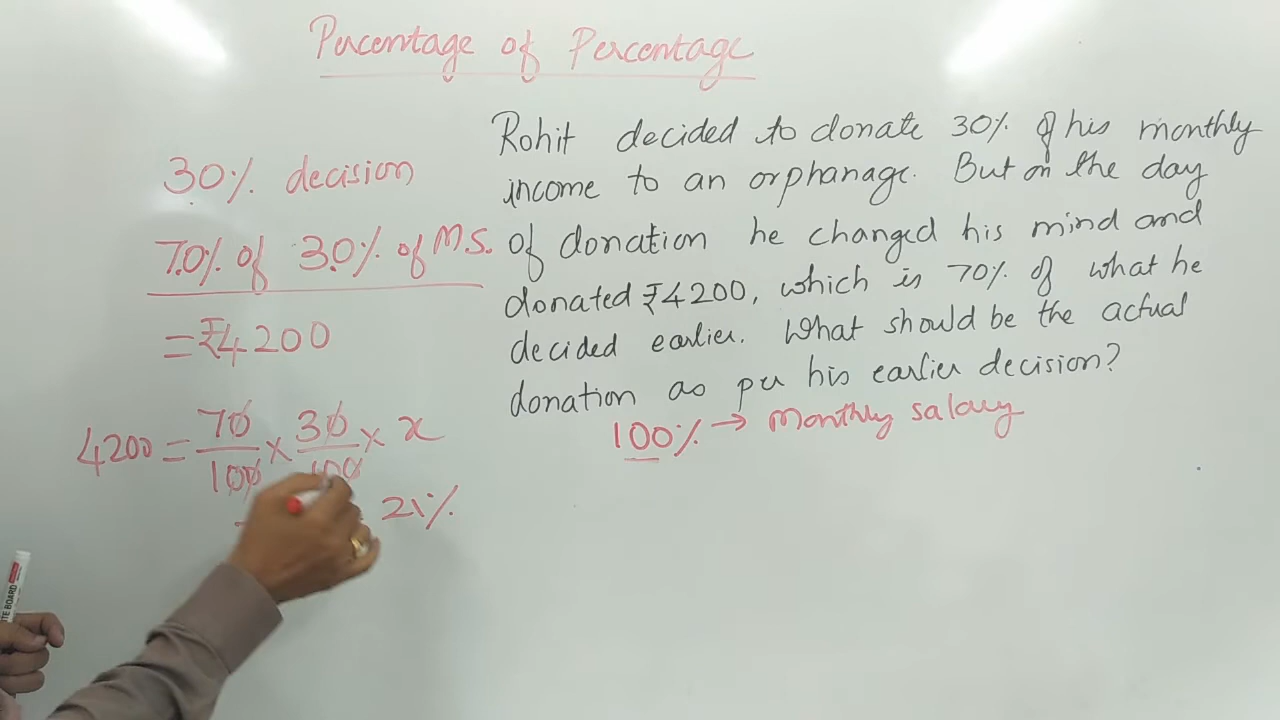 Percentage of Percentage
30% decision
70% of 30% of M.S.
= ₹4200
4200 = 70/100 × 30/100 × x
21%
Rohit decided to donate 30% of his monthly
income to an orphanage. But on the day
of donation he changed his mind and
donated ₹4200, which is 70% of what he
decided earlier. What should be the actual
donation as per his earlier decision?
100% → Monthly salary
TE BOARD